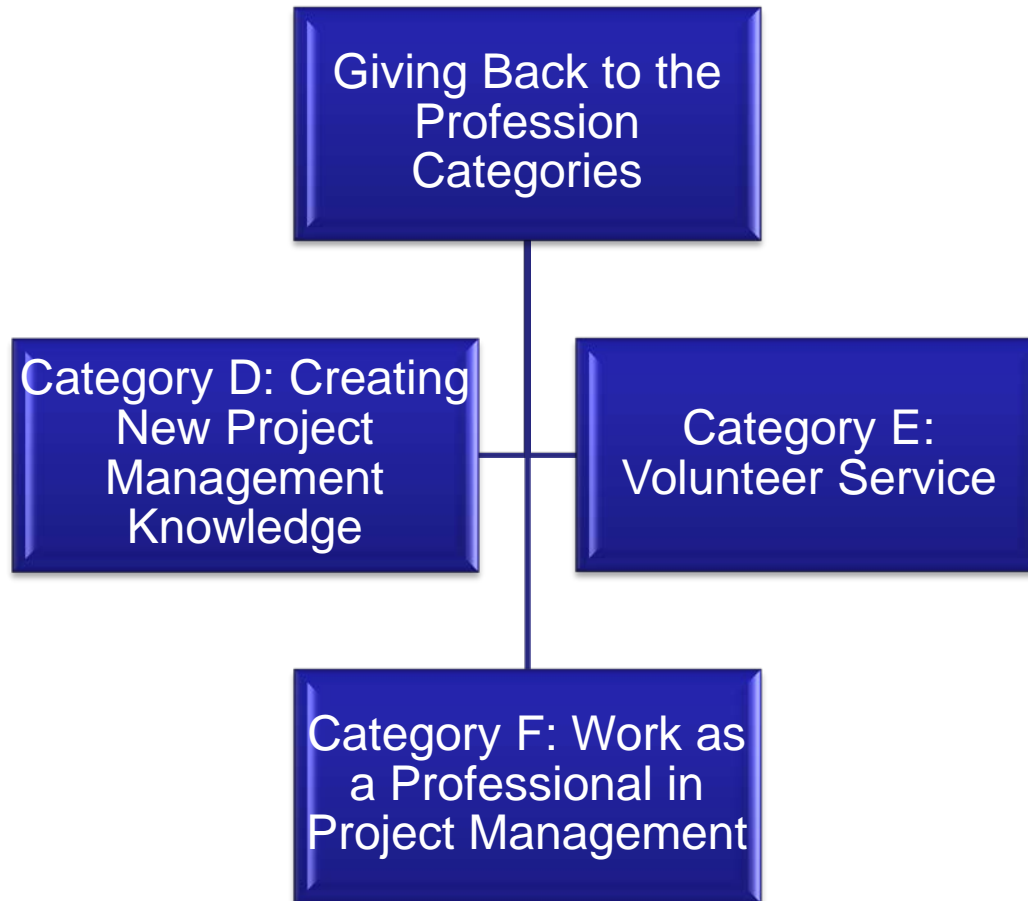 Giving Back to the
Profession
Categories
Category D: Creating
New Project
Management
Knowledge
Category E:
Volunteer Service
Category F: Work as
a Professional in
Project Management